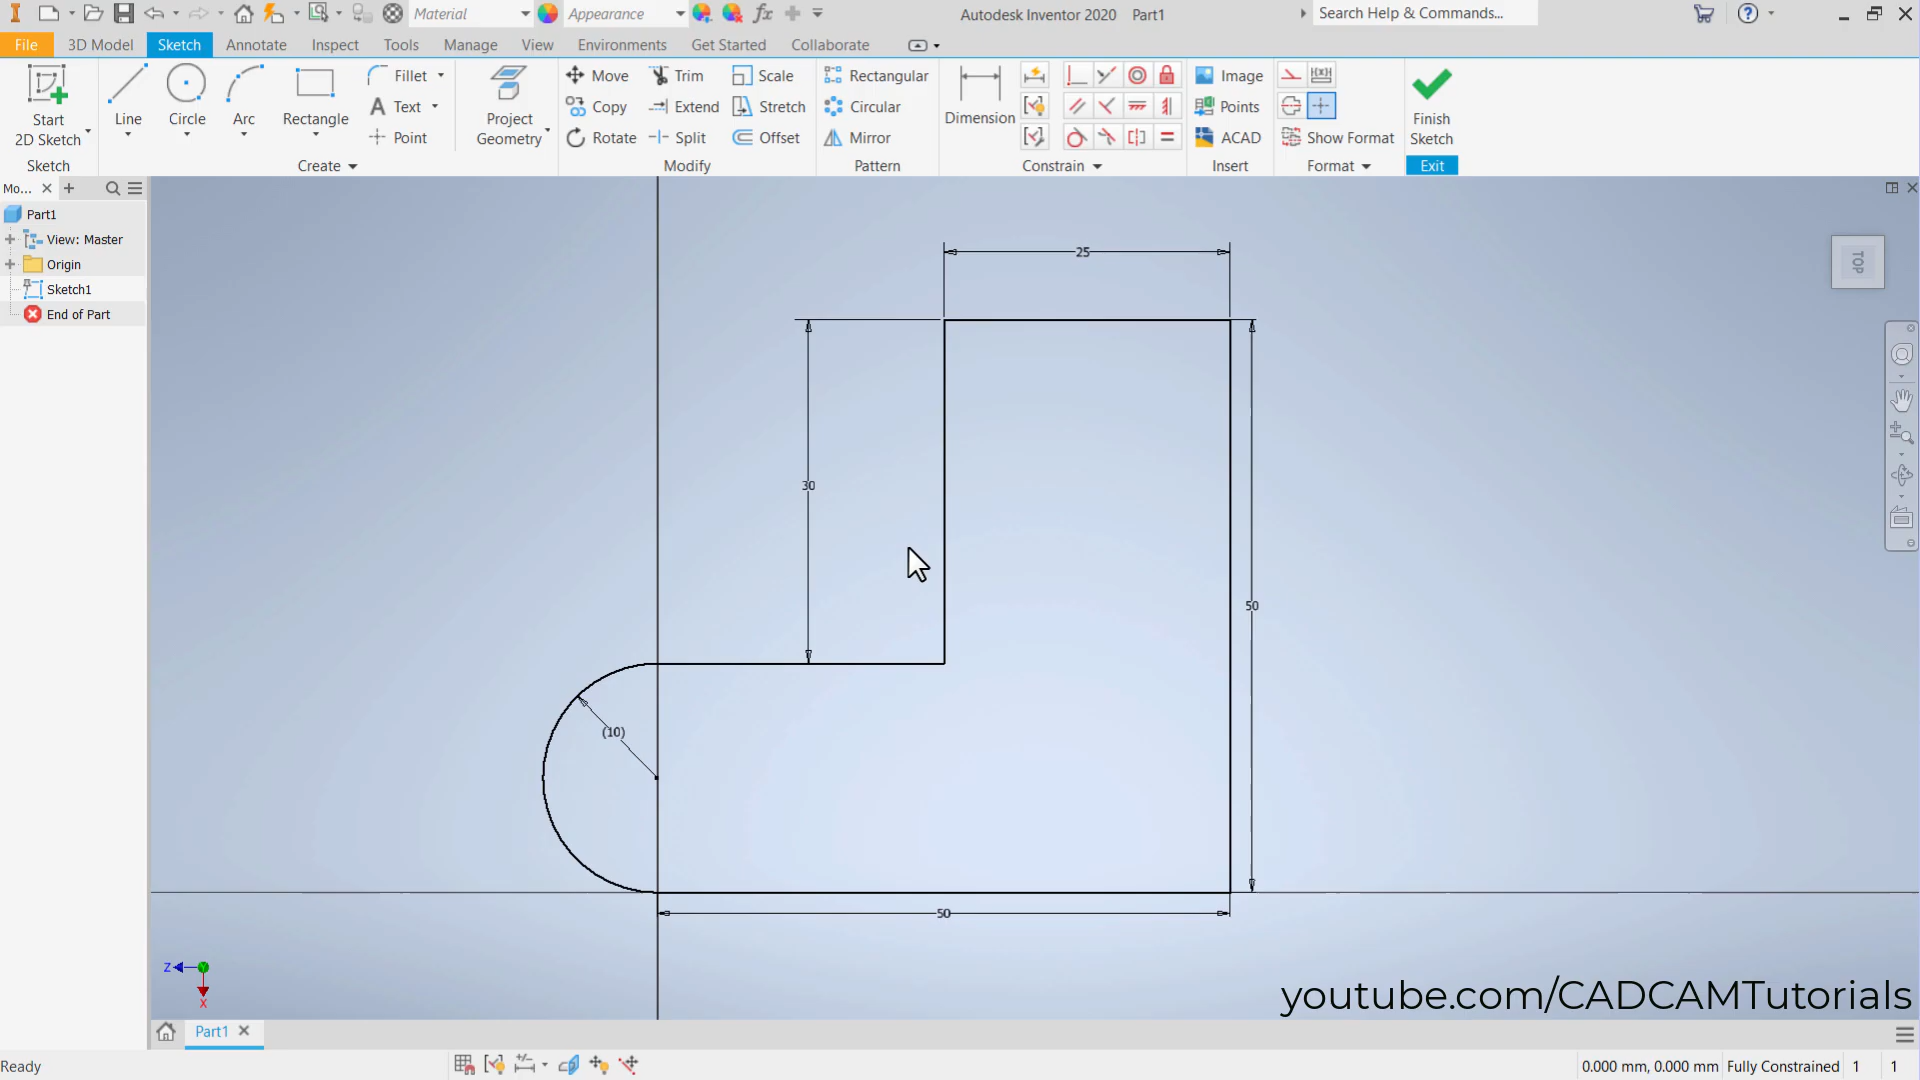 Material
Appearance
Autodesk Inventor 2020 Part1
Search Help & Commands...
File
3D Model
Sketch
Annotate
Inspect
Tools
Manage
View
Environments
Get Started
Collaborate
Start
2D Sketch
Line
Circle
Arc
Rectangle
Fillet
Text
Point
Project
Geometry
Move
Copy
Rotate
Trim
Extend
Split
Scale
Stretch
Offset
Rectangular
Circular
Mirror
Dimension
Image
Points
ACAD
Show Format
Finish
Sketch
Sketch
Create
Modify
Pattern
Constrain
Insert
Format
Exit
Mo...
Part1
View: Master
Origin
Sketch1
End of Part
TOP
25
30
50
(10)
50
Z
X
youtube.com/CADCAMTutorials
Part1
Ready
0.000 mm, 0.000 mm Fully Constrained 1 1